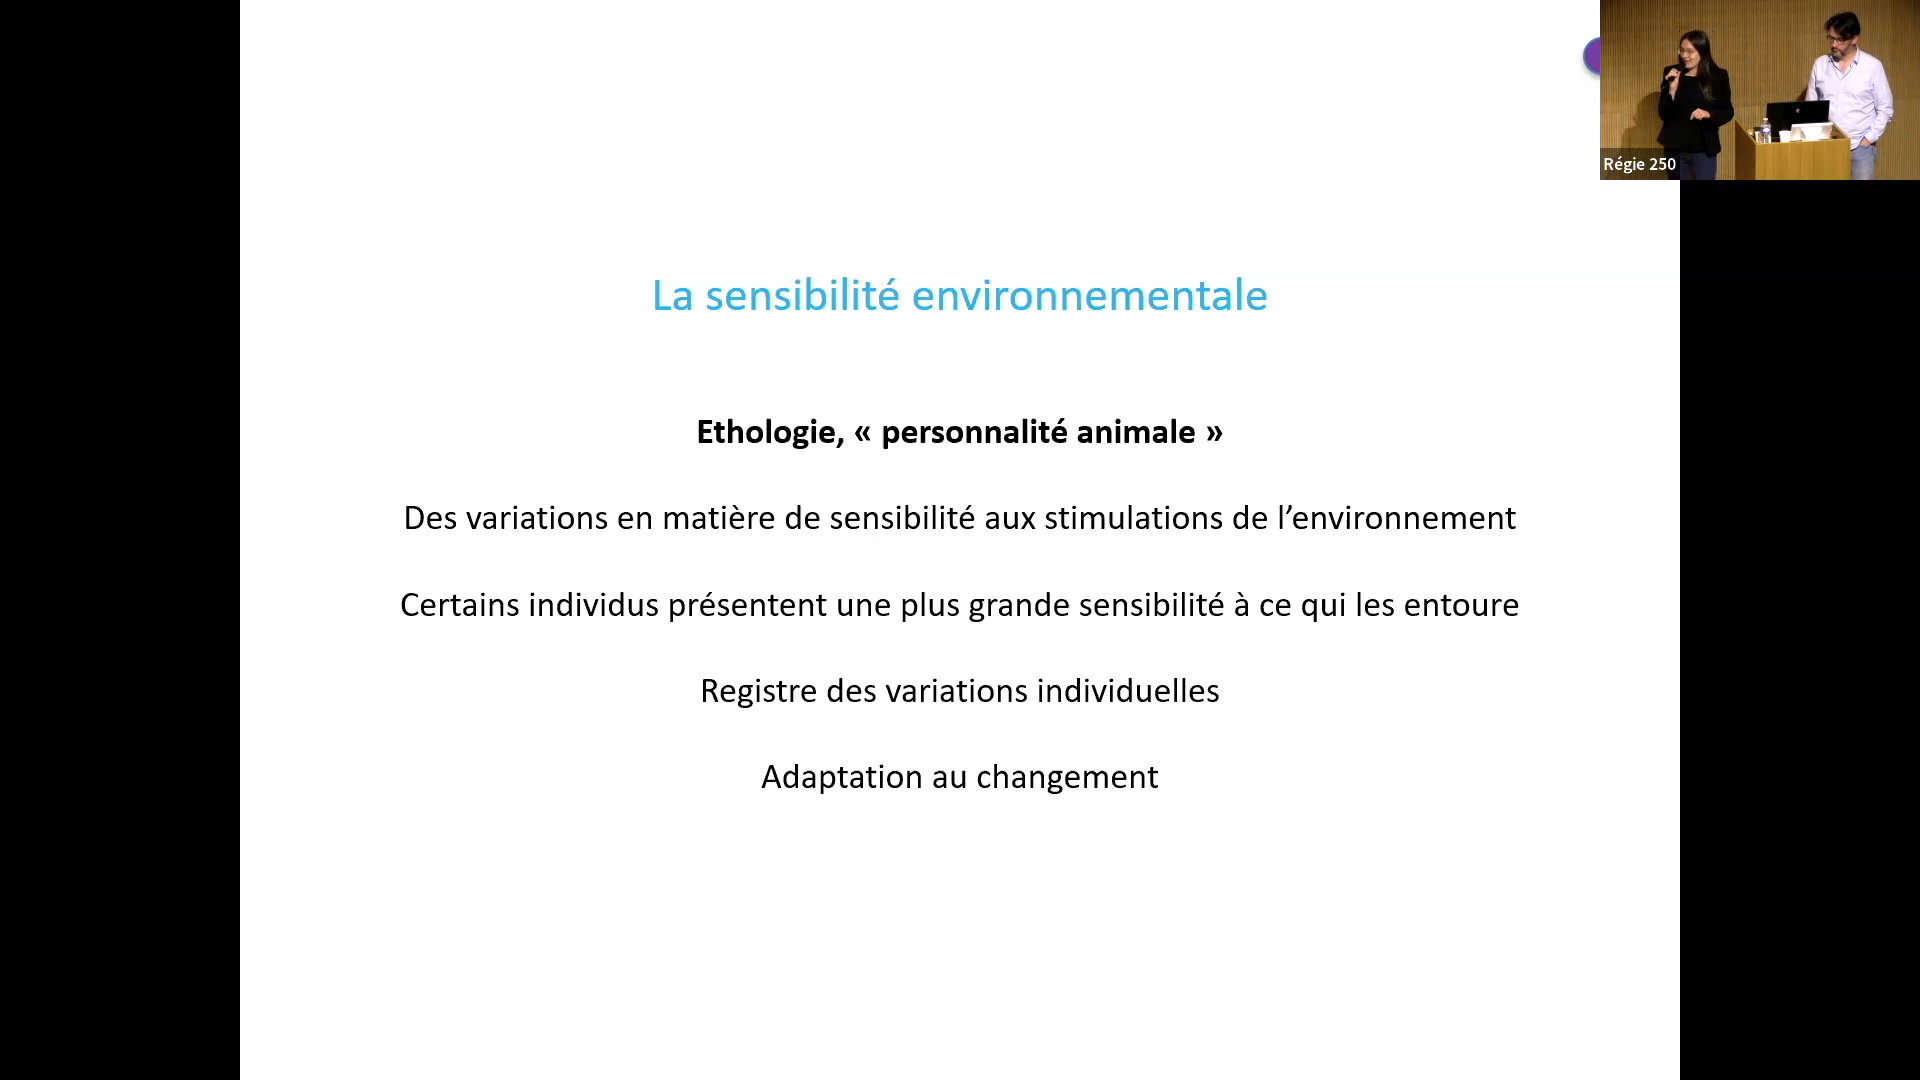 Régie 250
La sensibilité environnementale
Ethologie, « personnalité animale »
Des variations en matière de sensibilité aux stimulations de l’environnement
Certains individus présentent une plus grande sensibilité à ce qui les entoure
Registre des variations individuelles
Adaptation au changement